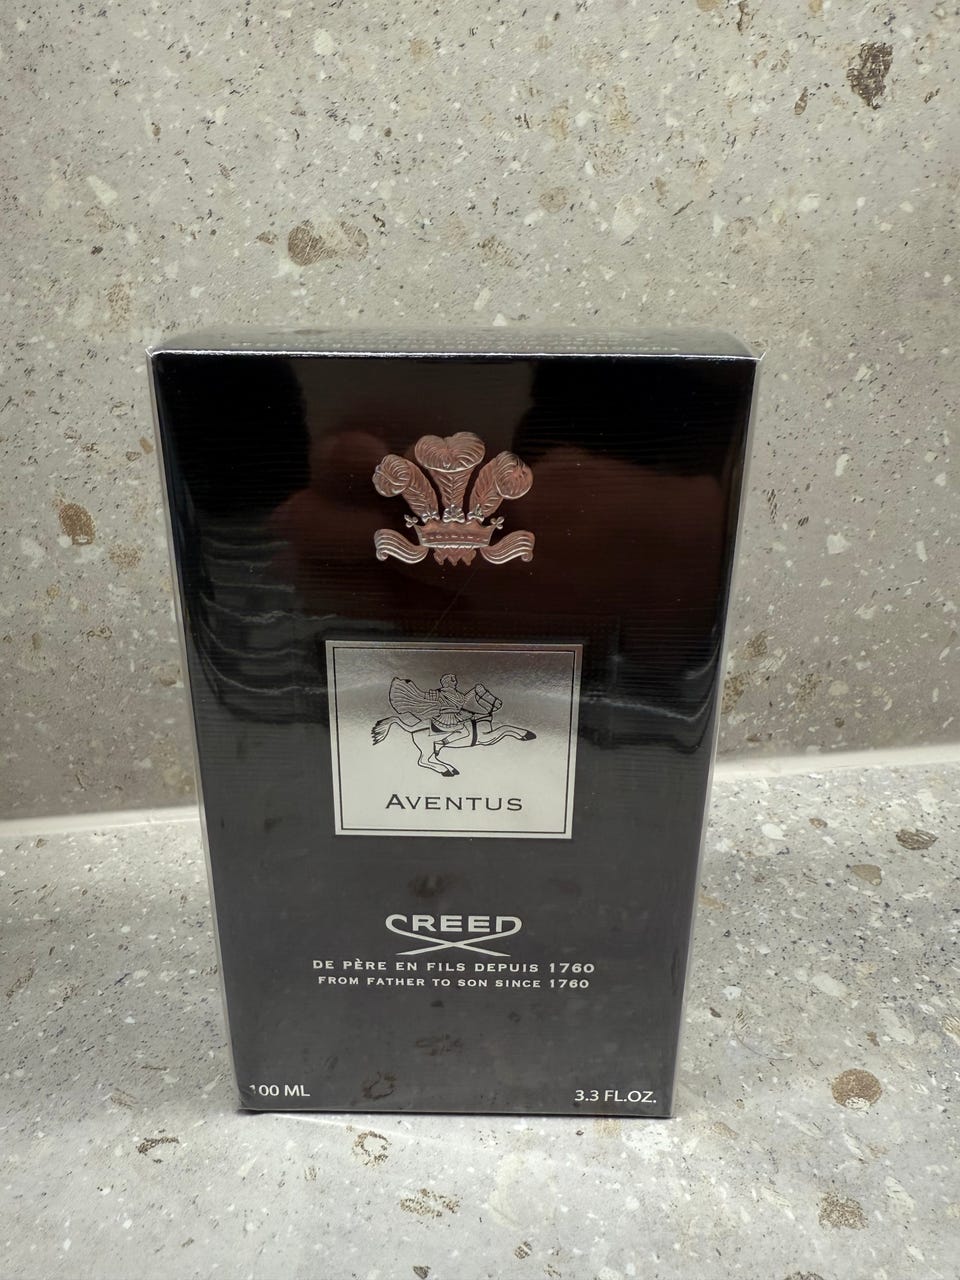 AVENTUS
CREED
DE PÈRE EN FILS DEPUIS 1760
FROM FATHER TO SON SINCE 1760
100 ML
3.3 FL.OZ.